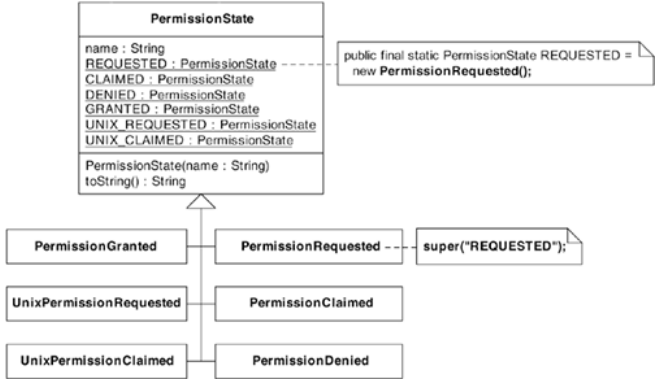 PermissionState
name : String
REQUESTED : PermissionState
CLAIMED : PermissionState
DENIED : PermissionState
GRANTED : PermissionState
UNIX_REQUESTED : PermissionState
UNIX_CLAIMED : PermissionState
PermissionState(name : String)
toString() : String
public final static PermissionState REQUESTED =
new PermissionRequested();
PermissionGranted
PermissionRequested
super("REQUESTED");
UnixPermissionRequested
PermissionClaimed
UnixPermissionClaimed
PermissionDenied